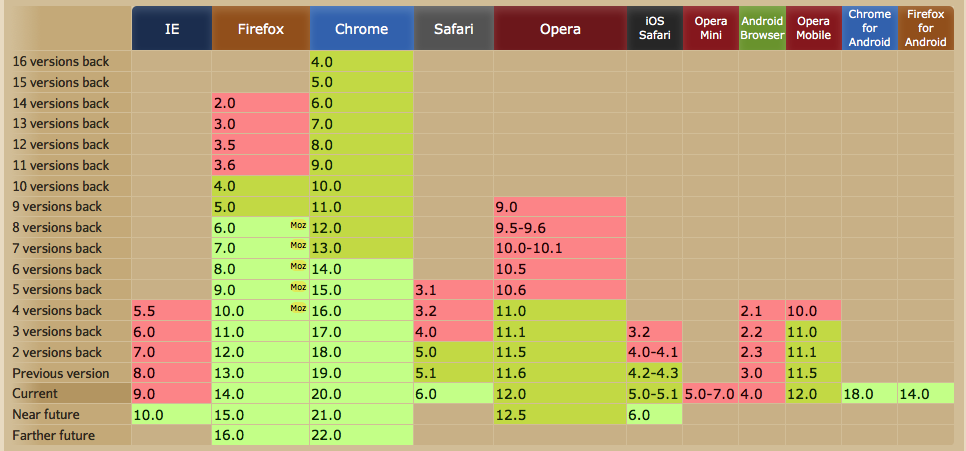 IE Firefox Chrome Safari Opera iOS Safari Opera Mini Android Browser Opera Mobile Chrome for Android Firefox for Android
16 versions back 4.0
15 versions back 5.0
14 versions back 2.0 6.0
13 versions back 3.0 7.0
12 versions back 3.5 8.0
11 versions back 3.6 9.0
10 versions back 4.0 10.0
9 versions back 5.0 11.0 9.0
8 versions back 6.0 Moz 12.0 9.5-9.6
7 versions back 7.0 Moz 13.0 10.0-10.1
6 versions back 8.0 Moz 14.0 10.5
5 versions back 9.0 Moz 15.0 3.1 10.6
4 versions back 5.5 10.0 Moz 16.0 3.2 11.0 2.1 10.0
3 versions back 6.0 11.0 17.0 4.0 11.1 3.2 2.2 11.0
2 versions back 7.0 12.0 18.0 5.0 11.5 4.0-4.1 2.3 11.1
Previous version 8.0 13.0 19.0 5.1 11.6 4.2-4.3 3.0 11.5
Current 9.0 14.0 20.0 6.0 12.0 5.0-5.1 5.0-7.0 4.0 12.0 18.0 14.0
Near future 10.0 15.0 21.0 12.5 6.0
Farther future 16.0 22.0